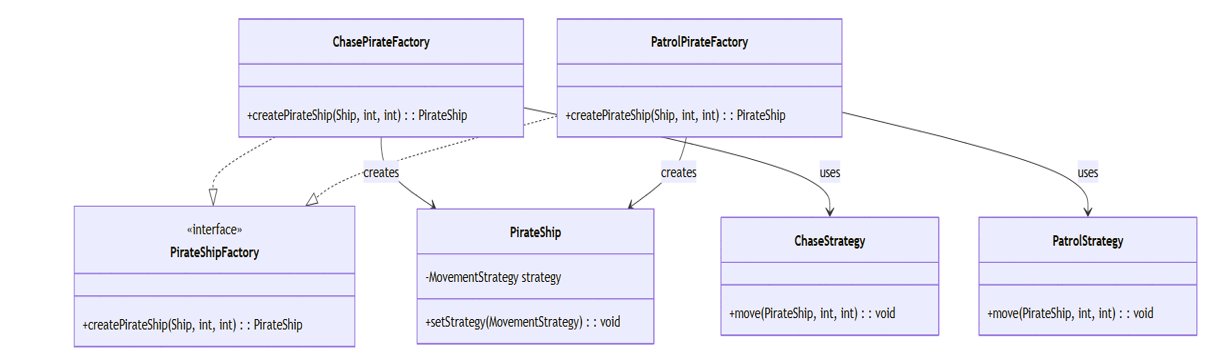 ChasePirateFactory
+createPirateShip(Ship, int, int) : : PirateShip
PatrolPirateFactory
+createPirateShip(Ship, int, int) : : PirateShip
creates
creates
uses
uses
«interface»
PirateShipFactory
+createPirateShip(Ship, int, int) : : PirateShip
PirateShip
-MovementStrategy strategy
+setStrategy(MovementStrategy) : : void
ChaseStrategy
+move(PirateShip, int, int) : : void
PatrolStrategy
+move(PirateShip, int, int) : : void